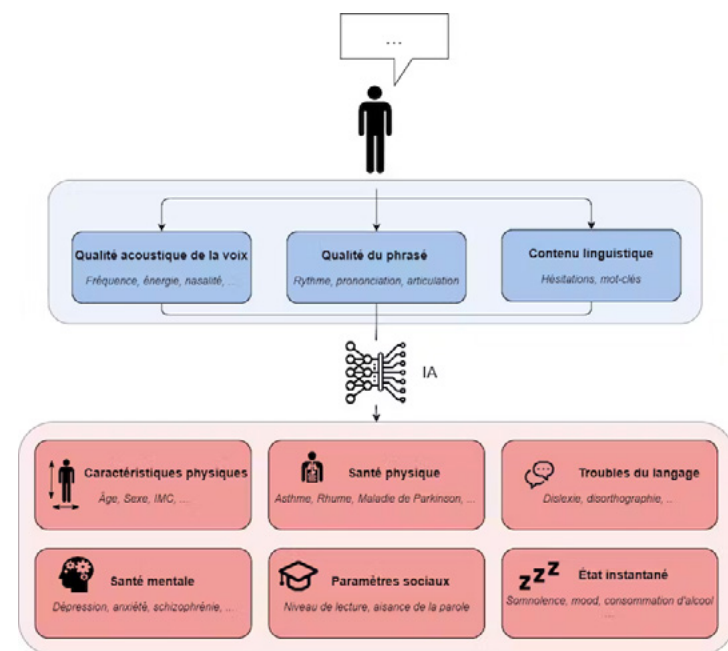 ...
Qualité acoustique de la voix
Fréquence, énergie, nasalité, ...
Qualité du phrasé
Rythme, prononciation, articulation
Contenu linguistique
Hésitations, mot-clés
IA
Caractéristiques physiques
Âge, Sexe, IMC, ...
Santé physique
Asthme, Rhume, Maladie de Parkinson, ...
Troubles du langage
Dislexie, disorthographie, ...
Santé mentale
Dépression, anxiété, schizophrénie, ...
Paramètres sociaux
Niveau de lecture, aisance de la parole
zzz
État instantané
Somnolence, mood, consommation d'alcool
...